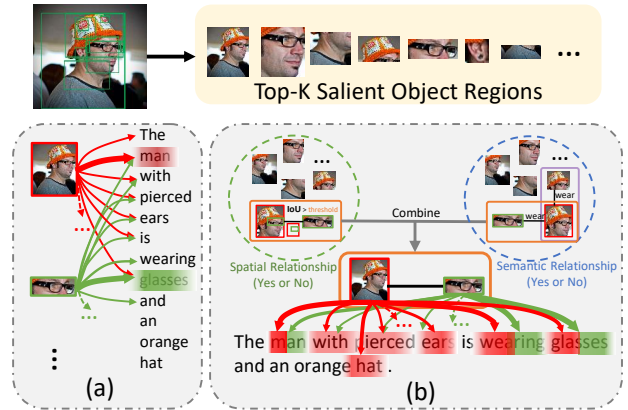 Top-K Salient Object Regions
The
man
with
pierced
ears
is
wearing
glasses
and
an
orange
hat
(a)
IoU > threshold
Spatial Relationship
(Yes or No)
Combine
wear
wear
Semantic Relationship
(Yes or No)
The man with pierced ears is wearing glasses
and an orange hat .
(b)